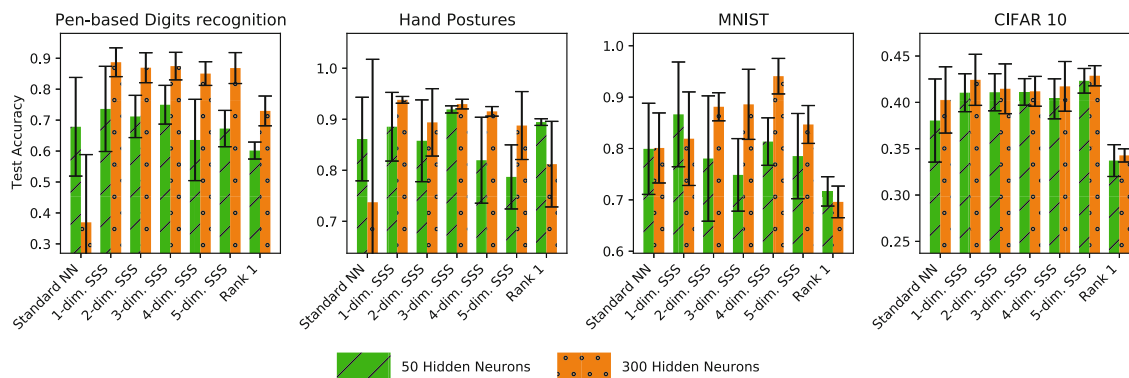 Pen-based Digits recognition
Hand Postures
MNIST
CIFAR 10
Test Accuracy
0.9
0.8
0.7
0.6
0.5
0.4
0.3
1.0
0.9
0.8
0.7
1.0
0.9
0.8
0.7
0.6
0.45
0.40
0.35
0.30
0.25
Standard NN
1-dim. SSS
2-dim. SSS
3-dim. SSS
4-dim. SSS
5-dim. SSS
Rank 1
Standard NN
1-dim. SSS
2-dim. SSS
3-dim. SSS
4-dim. SSS
5-dim. SSS
Rank 1
Standard NN
1-dim. SSS
2-dim. SSS
3-dim. SSS
4-dim. SSS
5-dim. SSS
Rank 1
Standard NN
1-dim. SSS
2-dim. SSS
3-dim. SSS
4-dim. SSS
5-dim. SSS
Rank 1
50 Hidden Neurons
300 Hidden Neurons